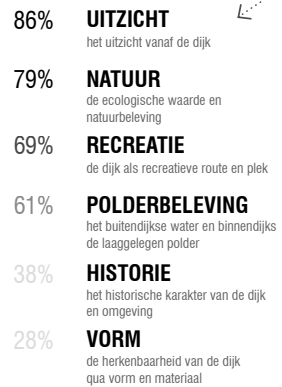 86% UITZICHT
het uitzicht vanaf de dijk
79% NATUUR
de ecologische waarde en
natuurbeleving
69% RECREATIE
de dijk als recreatieve route en plek
61% POLDERBELEVING
het buitendijkse water en binnendijks
de laaggelegen polder
38% HISTORIE
het historische karakter van de dijk
en omgeving
28% VORM
de herkenbaarheid van de dijk
qua vorm en materiaal